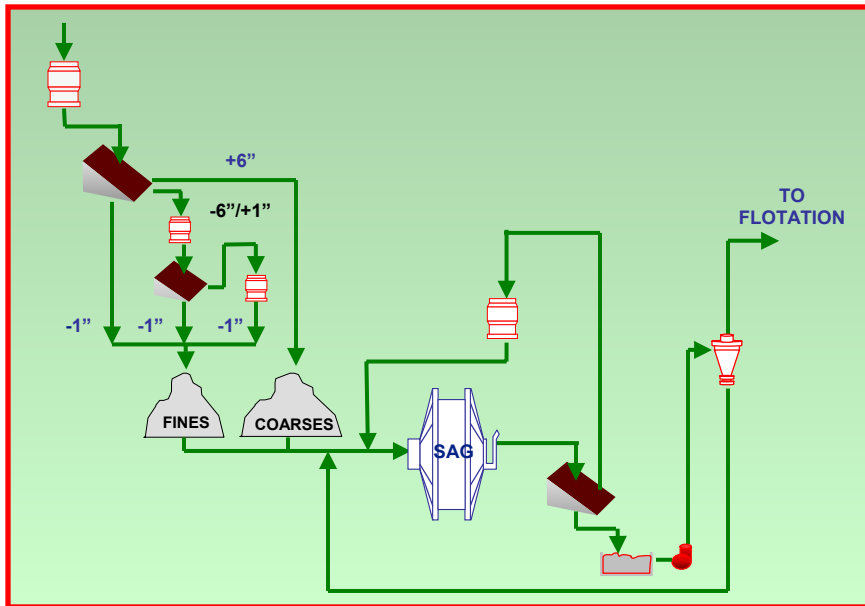 +6”
-6”/+1”
TO
FLOTATION
-1”
-1”
-1”
FINES
COARSES
SAG